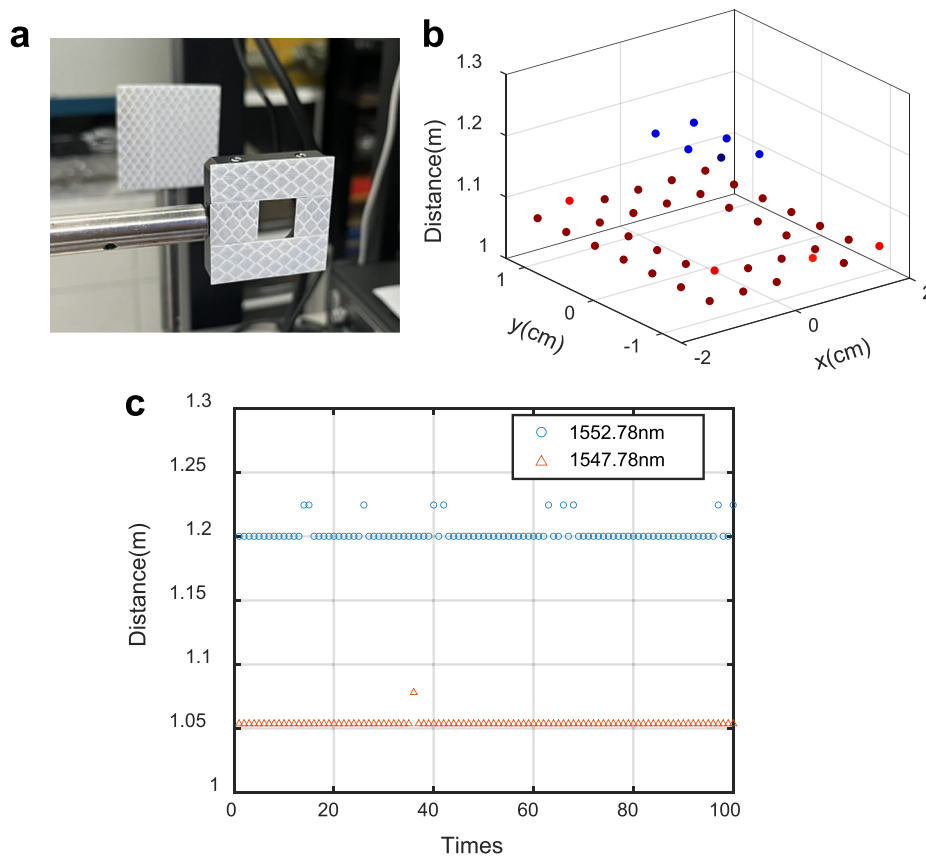 a
b
1.3
1.2
1.1
1
Distance(m)
1
0
-1
y(cm)
-2
0
2
x(cm)
c
1.3
1.25
1.2
1.15
1.1
1.05
1
Distance(m)
1552.78nm
1547.78nm
0
20
40
60
80
100
Times